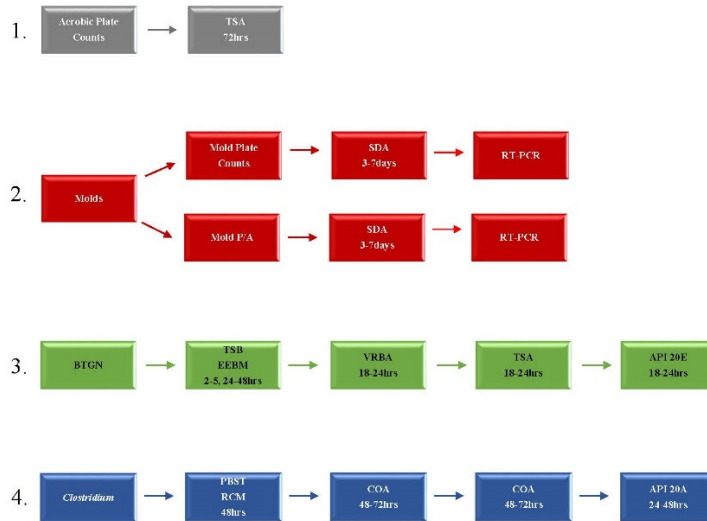 1.
Aerobic Plate
Counts
TSA
72hrs
2.
Molds
Mold Plate
Counts
SDA
3-7days
RT-PCR
Mold P/A
SDA
3-7days
RT-PCR
3.
BTGN
TSB
EEBM
2-5, 24-48hrs
VRBA
18-24hrs
TSA
18-24hrs
API 20E
18-24hrs
4.
Clostridium
PBST
RCM
48hrs
COA
48-72hrs
COA
48-72hrs
API 20A
24-48hrs